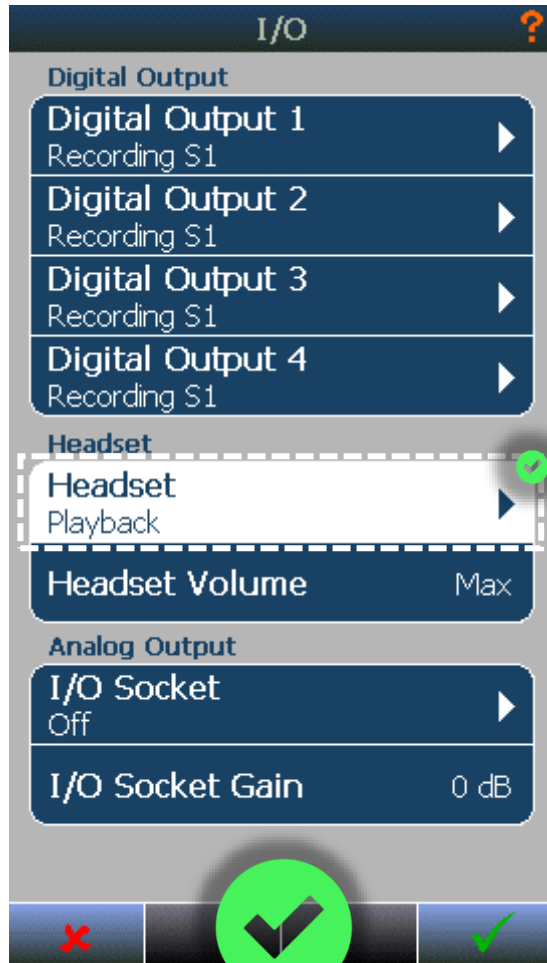 I/O
?
Digital Output
Digital Output 1
Recording S1
Digital Output 2
Recording S1
Digital Output 3
Recording S1
Digital Output 4
Recording S1
Headset
Headset
Playback
Headset Volume Max
Analog Output
I/O Socket
Off
I/O Socket Gain 0 dB